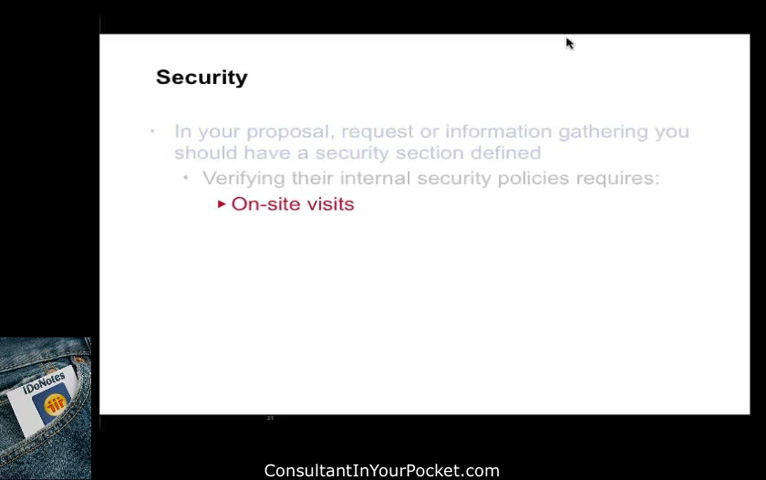 Security
• In your proposal, request or information gathering you
should have a security section defined
• Verifying their internal security policies requires:
▸ On-site visits
iDoNotes
21
ConsultantInYourPocket.com